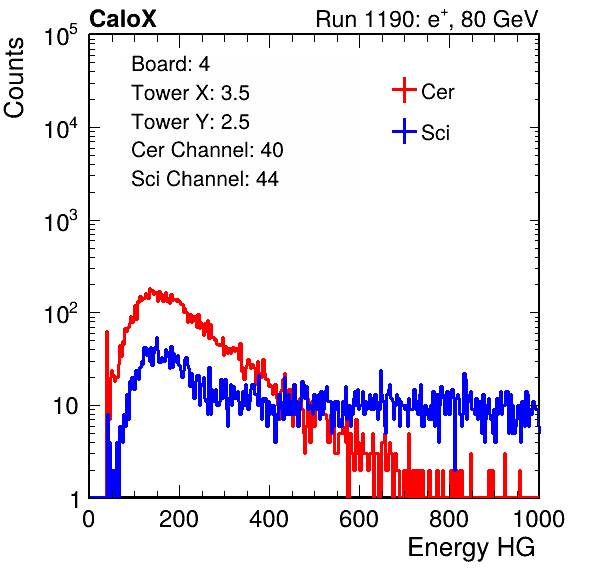 CaloX Run 1190: e⁺, 80 GeV
Counts
10⁵
10⁴
10³
10²
10
1
Board: 4
Tower X: 3.5
Tower Y: 2.5
Cer Channel: 40
Sci Channel: 44
Cer
Sci
0 200 400 600 800 1000
Energy HG